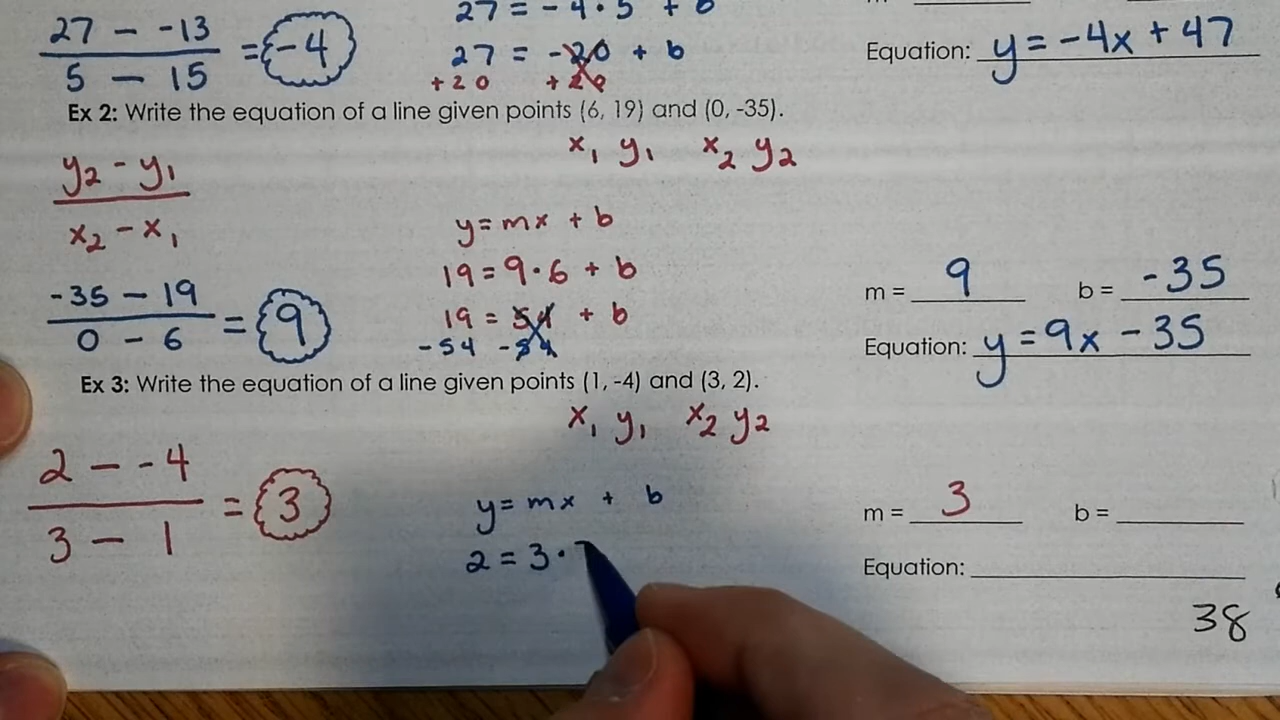 27 = -4 • 5 + b
27 - -13
5 - 15
= -4
27 = -20 + b
+20 +20
Equation: y = -4x + 47
Ex 2: Write the equation of a line given points (6, 19) and (0, -35).
x₁ y₁ x₂ y₂
y₂ - y₁
x₂ - x₁
-35 - 19
0 - 6
= 9
y = mx + b
19 = 9 • 6 + b
19 = 54 + b
-54 -54
m = 9 b = -35
Equation: y = 9x - 35
Ex 3: Write the equation of a line given points (1, -4) and (3, 2).
x₁ y₁ x₂ y₂
2 - -4
3 - 1
= 3
y = mx + b
2 = 3 •
m = 3 b =
Equation:
38